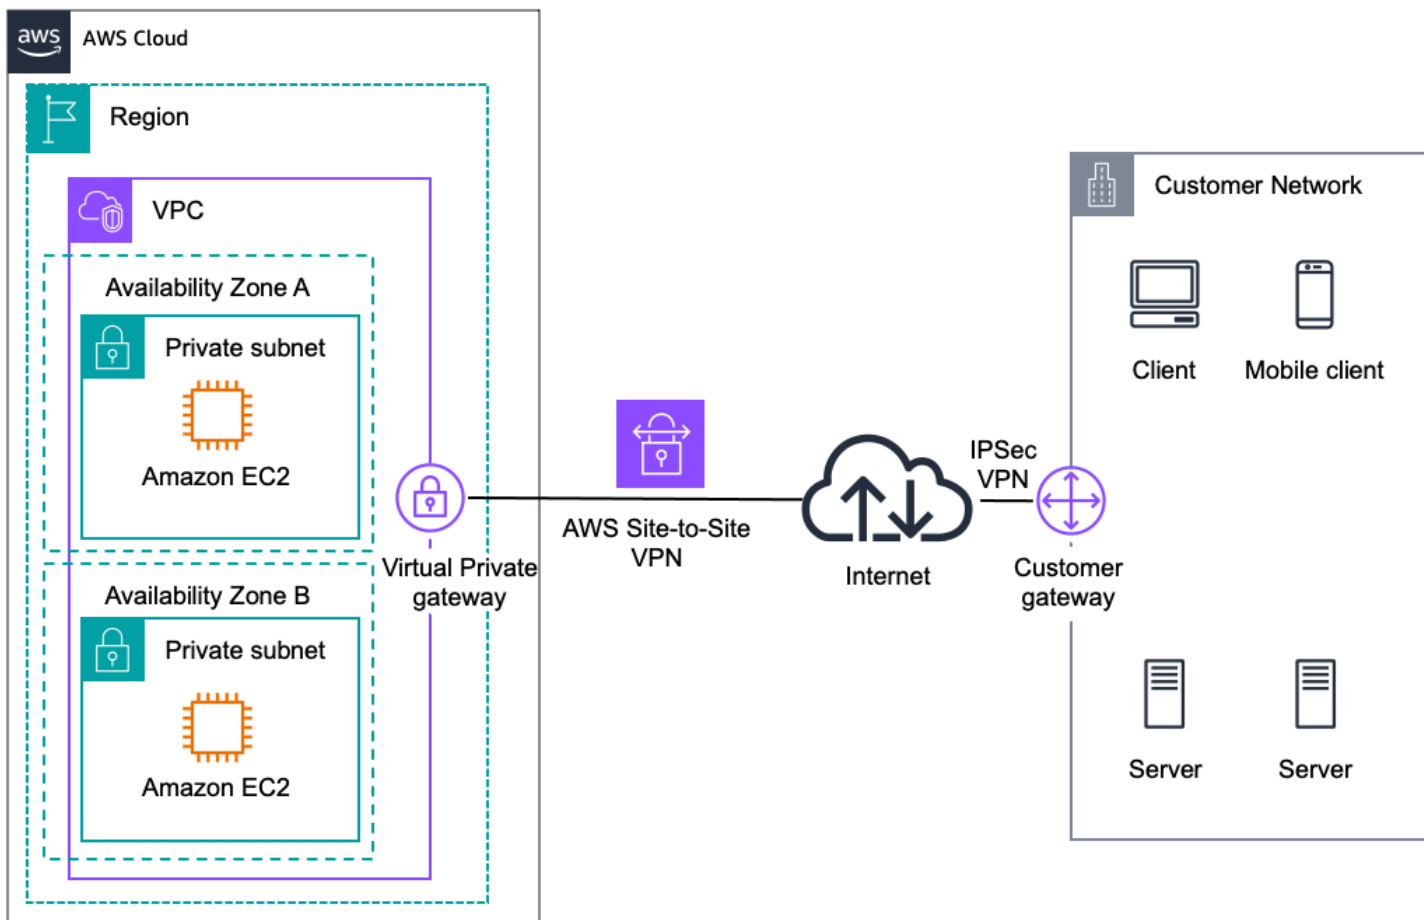 aws
AWS Cloud
Region
VPC
Availability Zone A
Private subnet
Amazon EC2
Availability Zone B
Private subnet
Amazon EC2
Virtual Private
gateway
AWS Site-to-Site
VPN
Internet
IPSec
VPN
Customer
gateway
Customer Network
Client
Mobile client
Server
Server